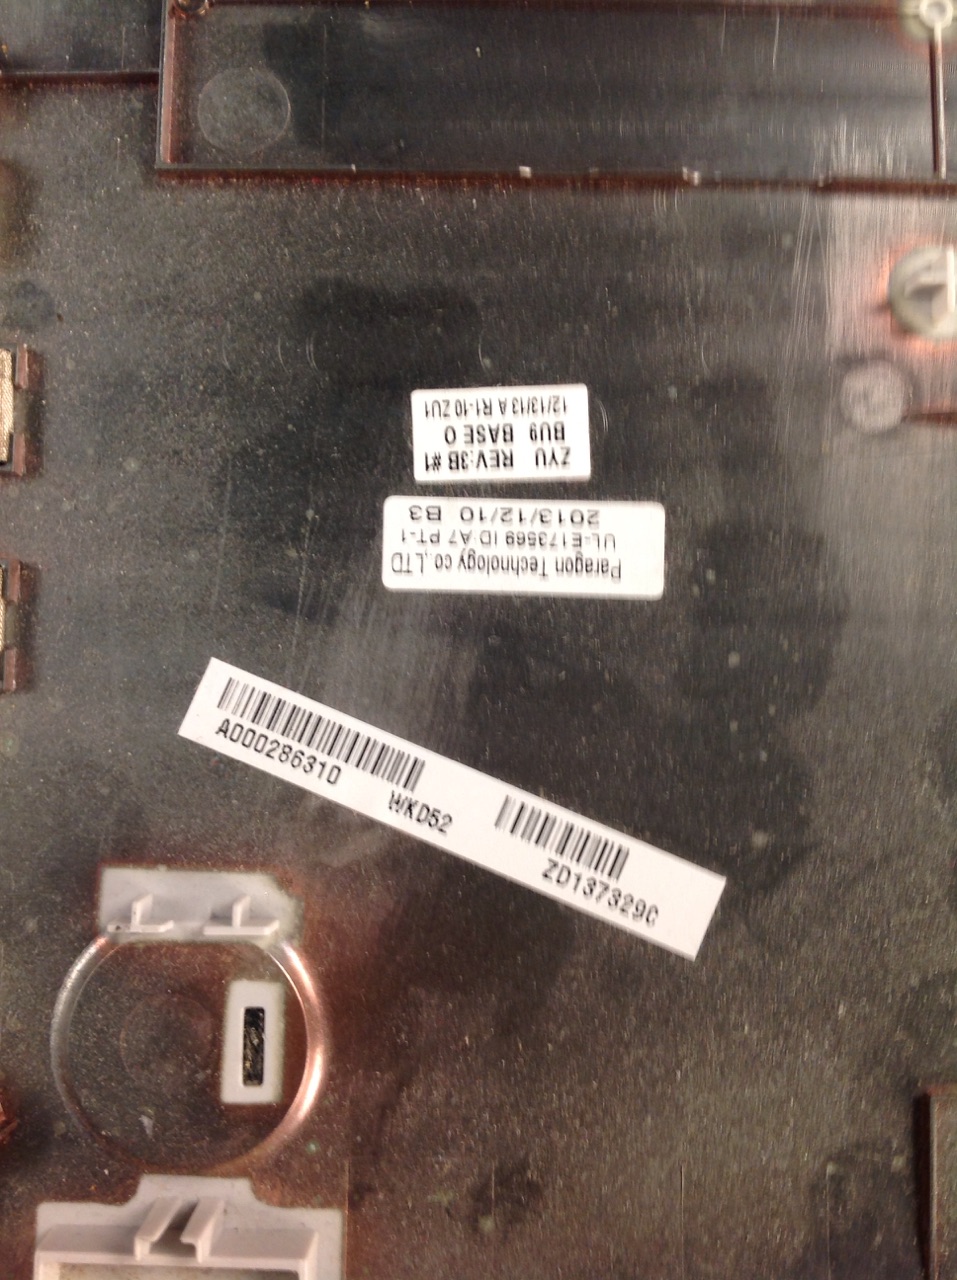 ZYU REV:3B #1
BU9 BASE O
12/13/13 A R1-10 ZU1
Paragon Technology co.,LTD
UL-E173569 ID:A7 PT-1
2013/12/10 B3
A000286310
WKD52
ZD137329C